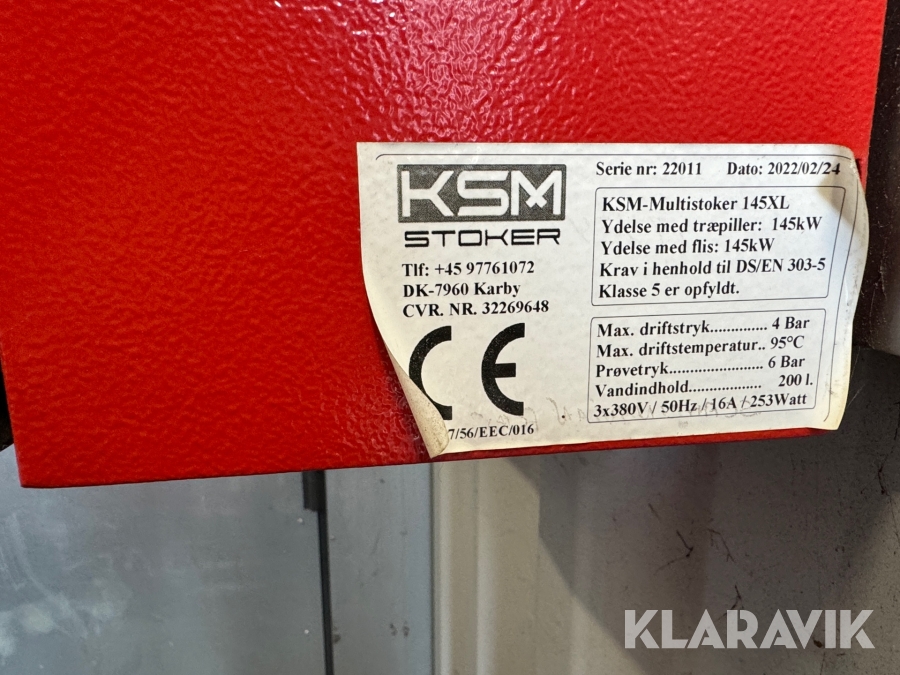 KSM
STOKER
Tlf: +45 97761072
DK-7960 Karby
CVR. NR. 32269648
CE
7/56/EEC/016
Serie nr: 22011 Dato: 2022/02/24
KSM-Multistoker 145XL
Ydelse med træpiller: 145kW
Ydelse med flis: 145kW
Krav i henhold til DS/EN 303-5
Klasse 5 er opfyldt.
Max. driftstryk.............. 4 Bar
Max. driftstemperatur.. 95°C
Prøvetryk....................... 6 Bar
Vandindhold.................. 200 l.
3x380V / 50Hz / 16A / 253Watt
KLARAVIK